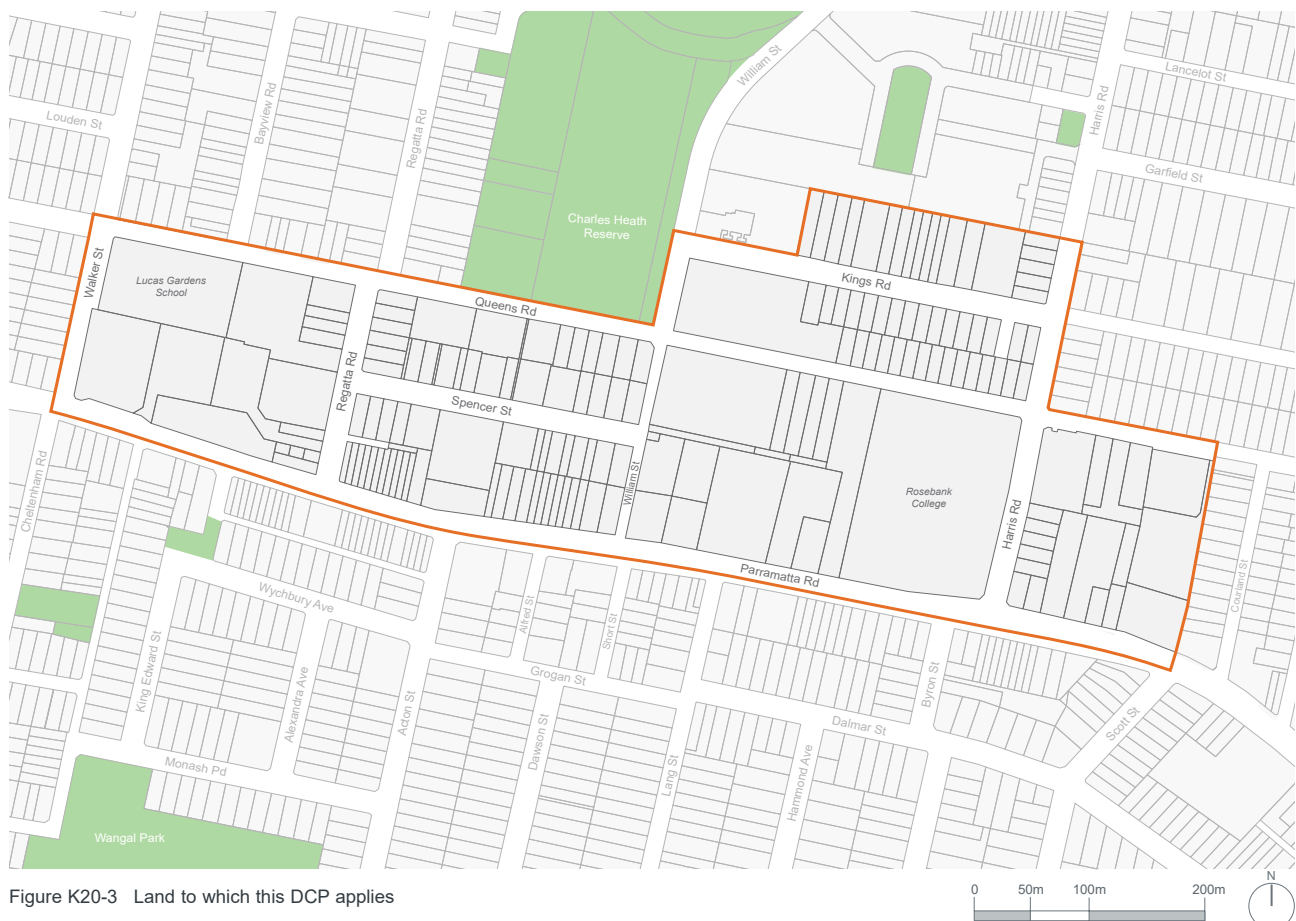 William St
Lancelot St
Harris Rd
Bayview Rd
Louden St
Regatta Rd
Garfield St
Charles Heath
Reserve
Walker St
Lucas Gardens
School
Kings Rd
Queens Rd
Regatta Rd
Spencer St
William St
Rosebank
College
Harris Rd
Cheltenham Rd
Parramatta Rd
Courland St
Wychbury Ave
Alfred St
Short St
King Edward St
Grogan St
Byron St
Alexandra Ave
Acton St
Dawson St
Dalmar St
Scott St
Lang St
Hammond Ave
Monash Pd
Wangal Park
Figure K20-3 Land to which this DCP applies
0 50m 100m 200m
N